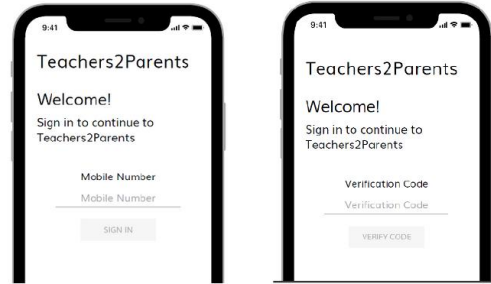 9:41
Teachers2Parents
Welcome!
Sign in to continue to
Teachers2Parents
Mobile Number
Mobile Number
SIGN IN
9:41
Teachers2Parents
Welcome!
Sign in to continue to
Teachers2Parents
Verification Code
Verification Code
VERIFY CODE